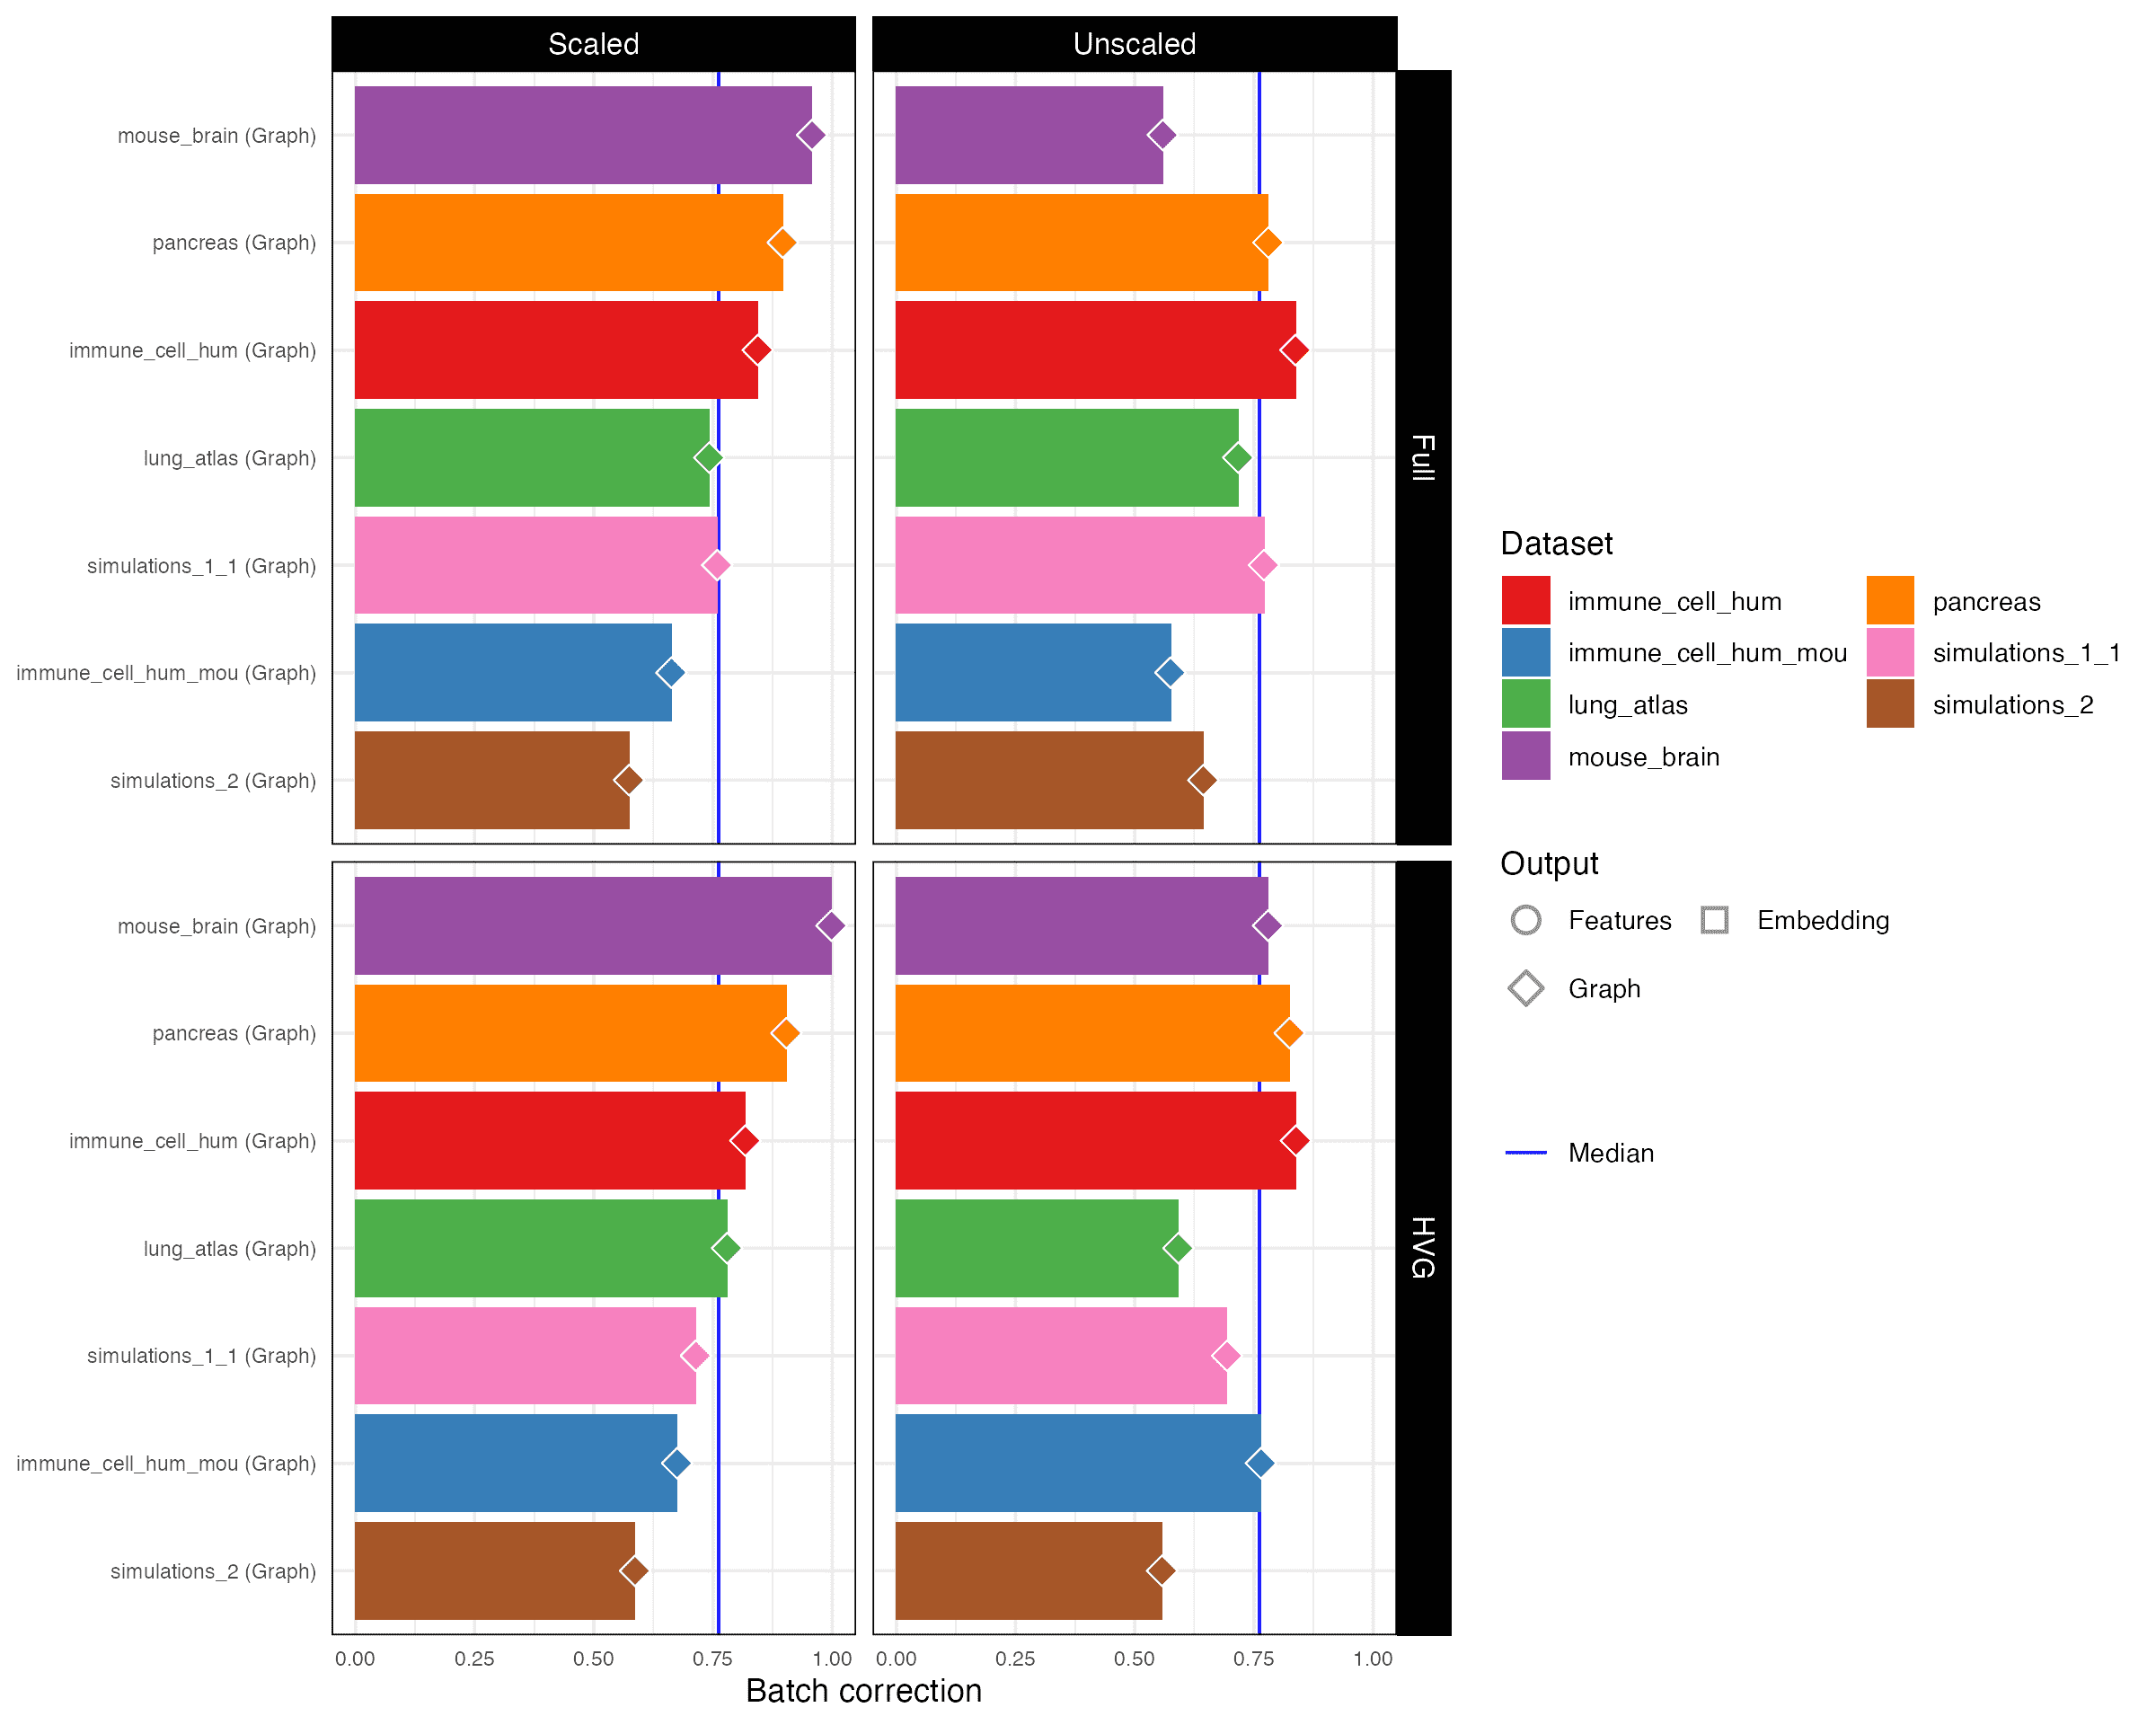 Scaled
Unscaled
Full
mouse_brain (Graph)
pancreas (Graph)
immune_cell_hum (Graph)
lung_atlas (Graph)
simulations_1_1 (Graph)
immune_cell_hum_mou (Graph)
simulations_2 (Graph)
HVG
mouse_brain (Graph)
pancreas (Graph)
immune_cell_hum (Graph)
lung_atlas (Graph)
simulations_1_1 (Graph)
immune_cell_hum_mou (Graph)
simulations_2 (Graph)
0.00 0.25 0.50 0.75 1.00
0.00 0.25 0.50 0.75 1.00
Batch correction
Dataset
immune_cell_hum
immune_cell_hum_mou
lung_atlas
mouse_brain
pancreas
simulations_1_1
simulations_2
Output
Features
Embedding
Graph
Median